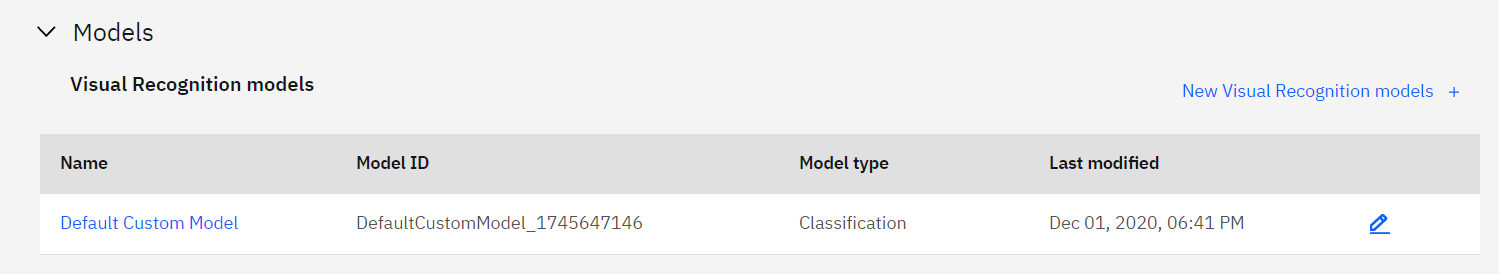 Models
Visual Recognition models
New Visual Recognition models +
Name Model ID Model type Last modified
Default Custom Model DefaultCustomModel_1745647146 Classification Dec 01, 2020, 06:41 PM